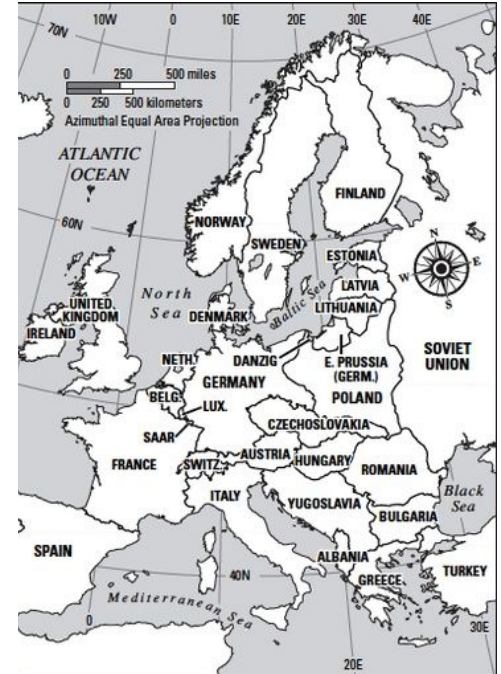 10W
0
10E
20E
30E
40E
70N
0 250 500 miles
0 250 500 kilometers
Azimuthal Equal Area Projection
ATLANTIC
OCEAN
60N
FINLAND
NORWAY
SWEDEN
ESTONIA
N
W
E
S
North
Sea
Baltic Sea
LATVIA
LITHUANIA
UNITED
KINGDOM
IRELAND
DENMARK
NETH.
DANZIG
E. PRUSSIA
(GERM.)
SOVIET
UNION
GERMANY
POLAND
BELG.
LUX.
CZECHOSLOVAKIA
SAAR
FRANCE
SWITZ.
AUSTRIA
HUNGARY
ROMANIA
ITALY
YUGOSLAVIA
Black
Sea
BULGARIA
SPAIN
ALBANIA
GREECE
TURKEY
40N
0
Mediterranean Sea
30E
20E